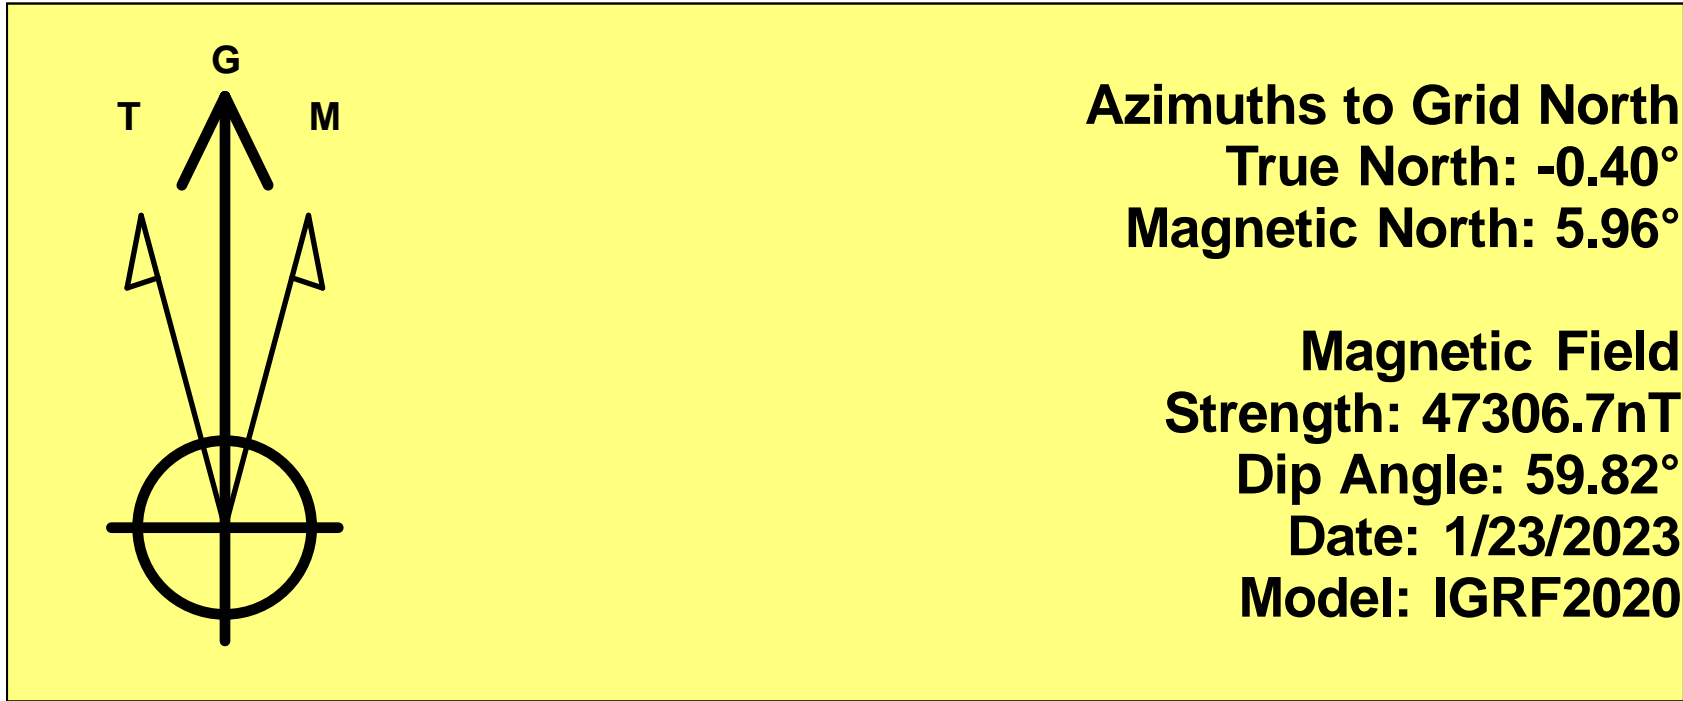 G
T M
Azimuths to Grid North
True North: -0.40°
Magnetic North: 5.96°
Magnetic Field
Strength: 47306.7nT
Dip Angle: 59.82°
Date: 1/23/2023
Model: IGRF2020